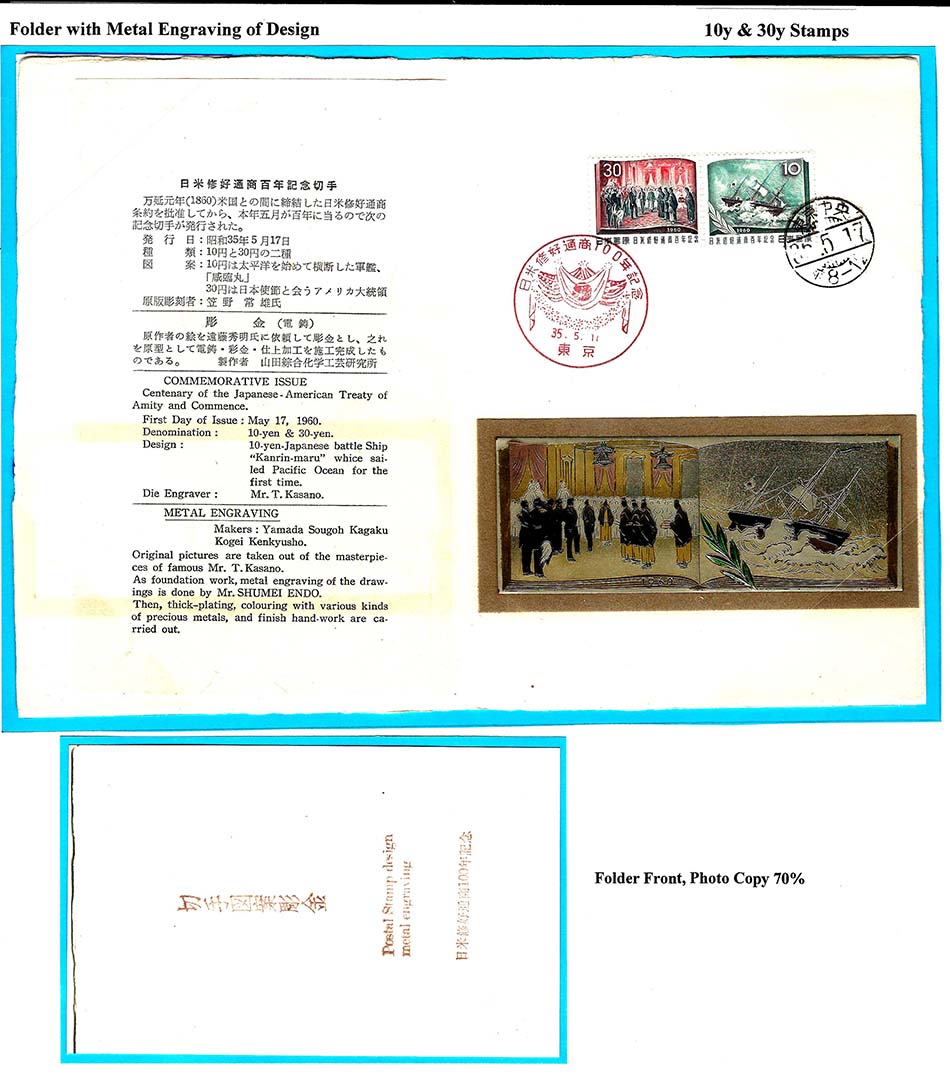 Folder with Metal Engraving of Design
10y & 30y Stamps
日米修好通商百年記念切手
万延元年(1860)米国との間に締結した日米修好通商
条約を批准してから、本年五月が百年に当るので次の
記念切手が発行された。
発行日:昭和35年5月17日
種類:10円と30円の二種
図案:10円は太平洋を始めて横断した軍艦、
「咸臨丸」
30円は日本使節と会うアメリカ大統領
原版彫刻者:笠野常雄氏
彫金(電鋳)
原作者の絵を遠藤秀明氏に依頼して彫金とし、之れ
を原型として電鋳・彩金・仕上加工を施工完成したも
のである。 製作者 山田綜合化学工芸研究所
COMMEMORATIVE ISSUE
Centenary of the Japanese-American Treaty of
Amity and Commence.
First Day of Issue : May 17, 1960.
Denomination : 10-yen & 30-yen.
Design : 10-yen-Japanese battle Ship
"Kanrin-maru" whice sai-
led Pacific Ocean for the
first time.
Die Engraver : Mr. T. Kasano.
METAL ENGRAVING
Makers : Yamada Sougoh Kagaku
Kogei Kenkyusho.
Original pictures are taken out of the masterpie-
ces of famous Mr. T. Kasano.
As foundation work, metal engraving of the draw-
ings is done by Mr. SHUMEI ENDO.
Then, thick-plating, colouring with various kinds
of precious metals, and finish hand-work are ca-
rried out.
30
10
1960
1960
日米修好通商百年記念
日米修好通商百年記念
日米修好通商100年記念
35.5.17
東京
中央
5.17
8-12
1960
切手図案彫金
Postal Stamp design
metal engraving
日米修好通商100年記念
Folder Front, Photo Copy 70%